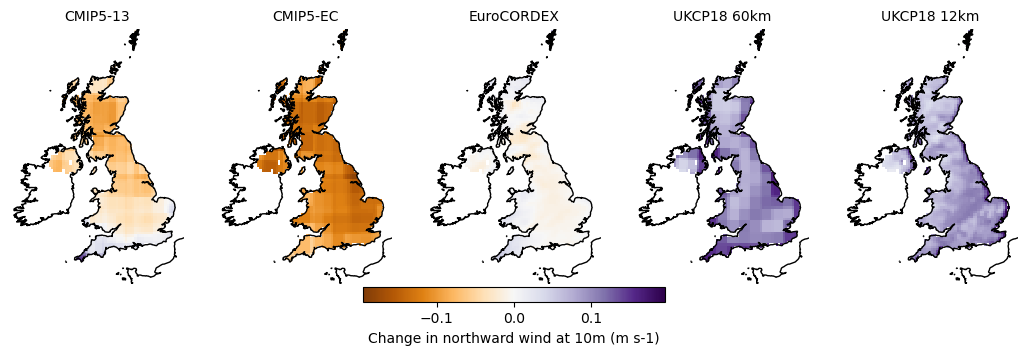 CMIP5-13 CMIP5-EC EuroCORDEX UKCP18 60km UKCP18 12km
−0.1 0.0 0.1
Change in northward wind at 10m (m s-1)